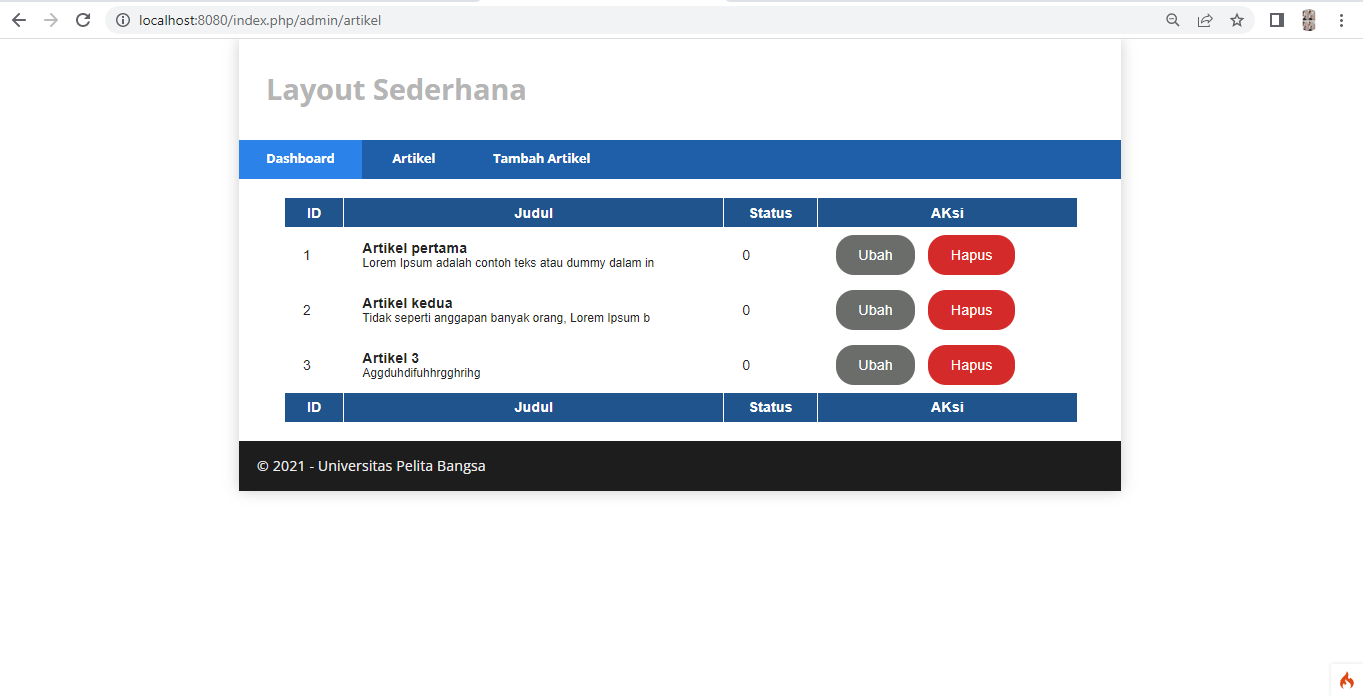 localhost:8080/index.php/admin/artikel
Layout Sederhana
Dashboard Artikel Tambah Artikel
ID Judul Status AKsi
1 Artikel pertama 0 Ubah Hapus
Lorem Ipsum adalah contoh teks atau dummy dalam in
2 Artikel kedua 0 Ubah Hapus
Tidak seperti anggapan banyak orang, Lorem Ipsum b
3 Artikel 3 0 Ubah Hapus
Aggduhdifuhhrgghrihg
ID Judul Status AKsi
© 2021 - Universitas Pelita Bangsa